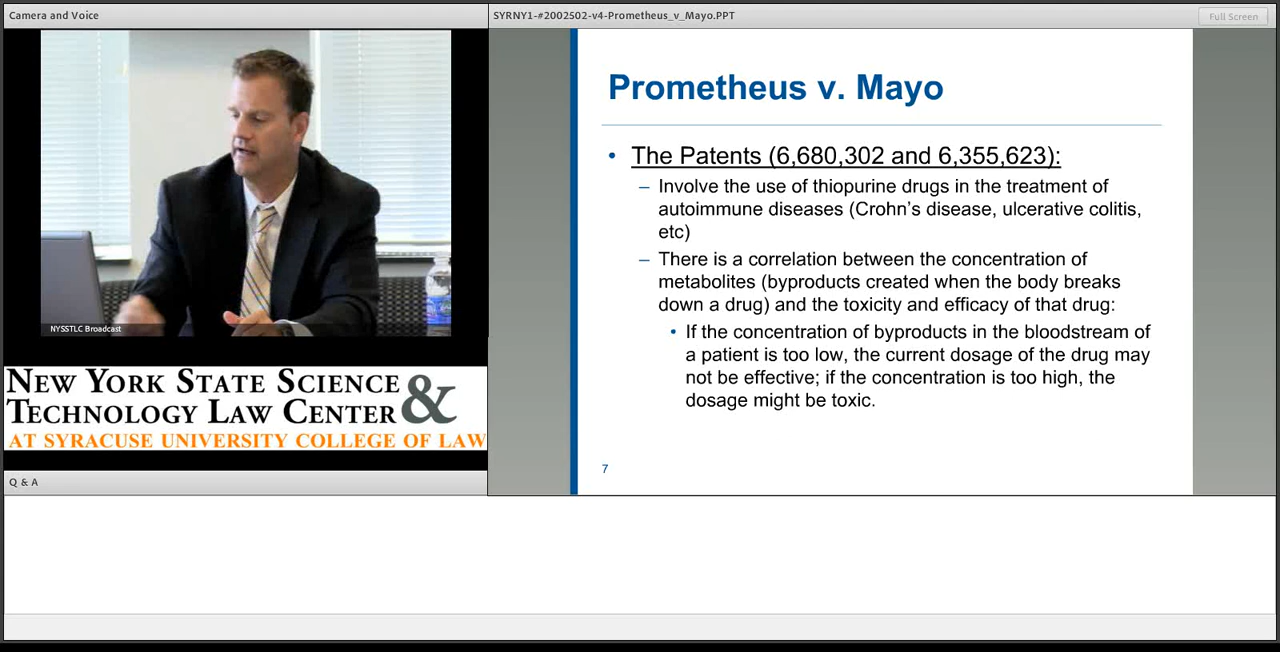 Camera and Voice
SYRNY1-#2002502-v4-Prometheus_v_Mayo.PPT
Full Screen
NYSSTLC Broadcast
NEW YORK STATE SCIENCE
& TECHNOLOGY LAW CENTER
AT SYRACUSE UNIVERSITY COLLEGE OF LAW
Q & A
Prometheus v. Mayo
• The Patents (6,680,302 and 6,355,623):
– Involve the use of thiopurine drugs in the treatment of
autoimmune diseases (Crohn's disease, ulcerative colitis,
etc)
– There is a correlation between the concentration of
metabolites (byproducts created when the body breaks
down a drug) and the toxicity and efficacy of that drug:
• If the concentration of byproducts in the bloodstream of
a patient is too low, the current dosage of the drug may
not be effective; if the concentration is too high, the
dosage might be toxic.
7